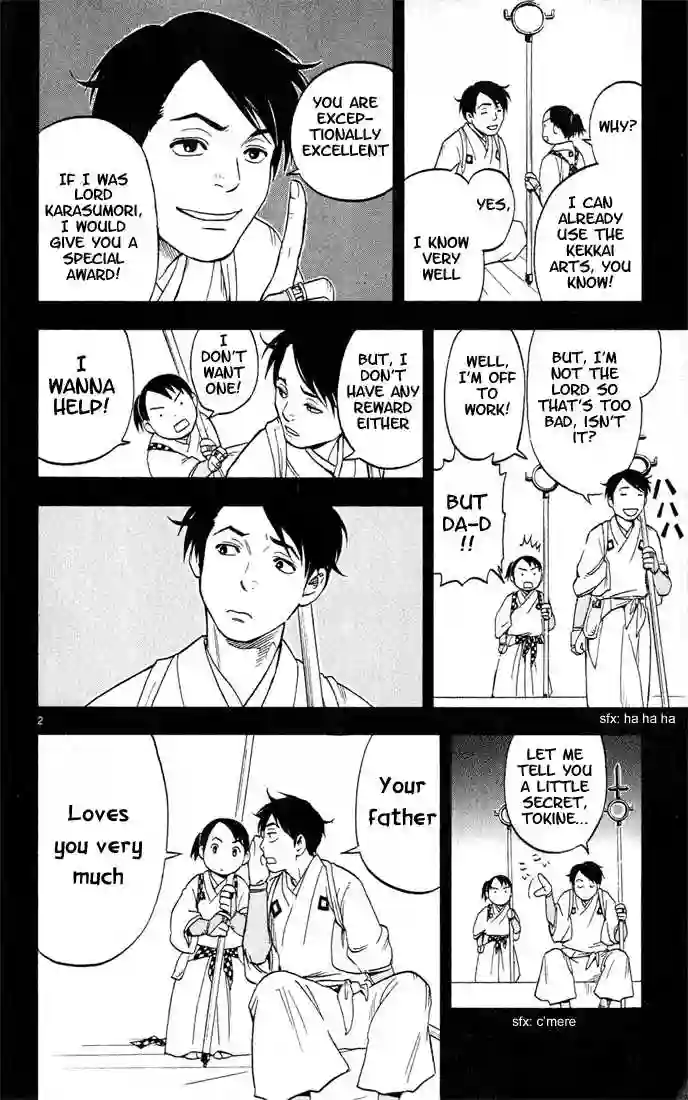 WHY?
I CAN
ALREADY
USE THE
KEKKAI
ARTS, YOU
KNOW!
YES,
I KNOW
VERY
WELL
YOU ARE
EXCEP-
TIONALLY
EXCELLENT
IF I WAS
LORD
KARASUMORI,
I WOULD
GIVE YOU A
SPECIAL
AWARD!
BUT, I'M
NOT THE
LORD SO
THAT'S TOO
BAD, ISN'T
IT?
ハハハ
WELL,
I'M OFF
TO
WORK!
BUT
DA-D
!!
sfx: ha ha ha
BUT, I
DON'T
HAVE ANY
REWARD
EITHER
I
DON'T
WANT
ONE!
I
WANNA
HELP!
2
LET ME
TELL YOU
A LITTLE
SECRET,
TOKINE...
sfx: c'mere
Your
father
Loves
you very
much